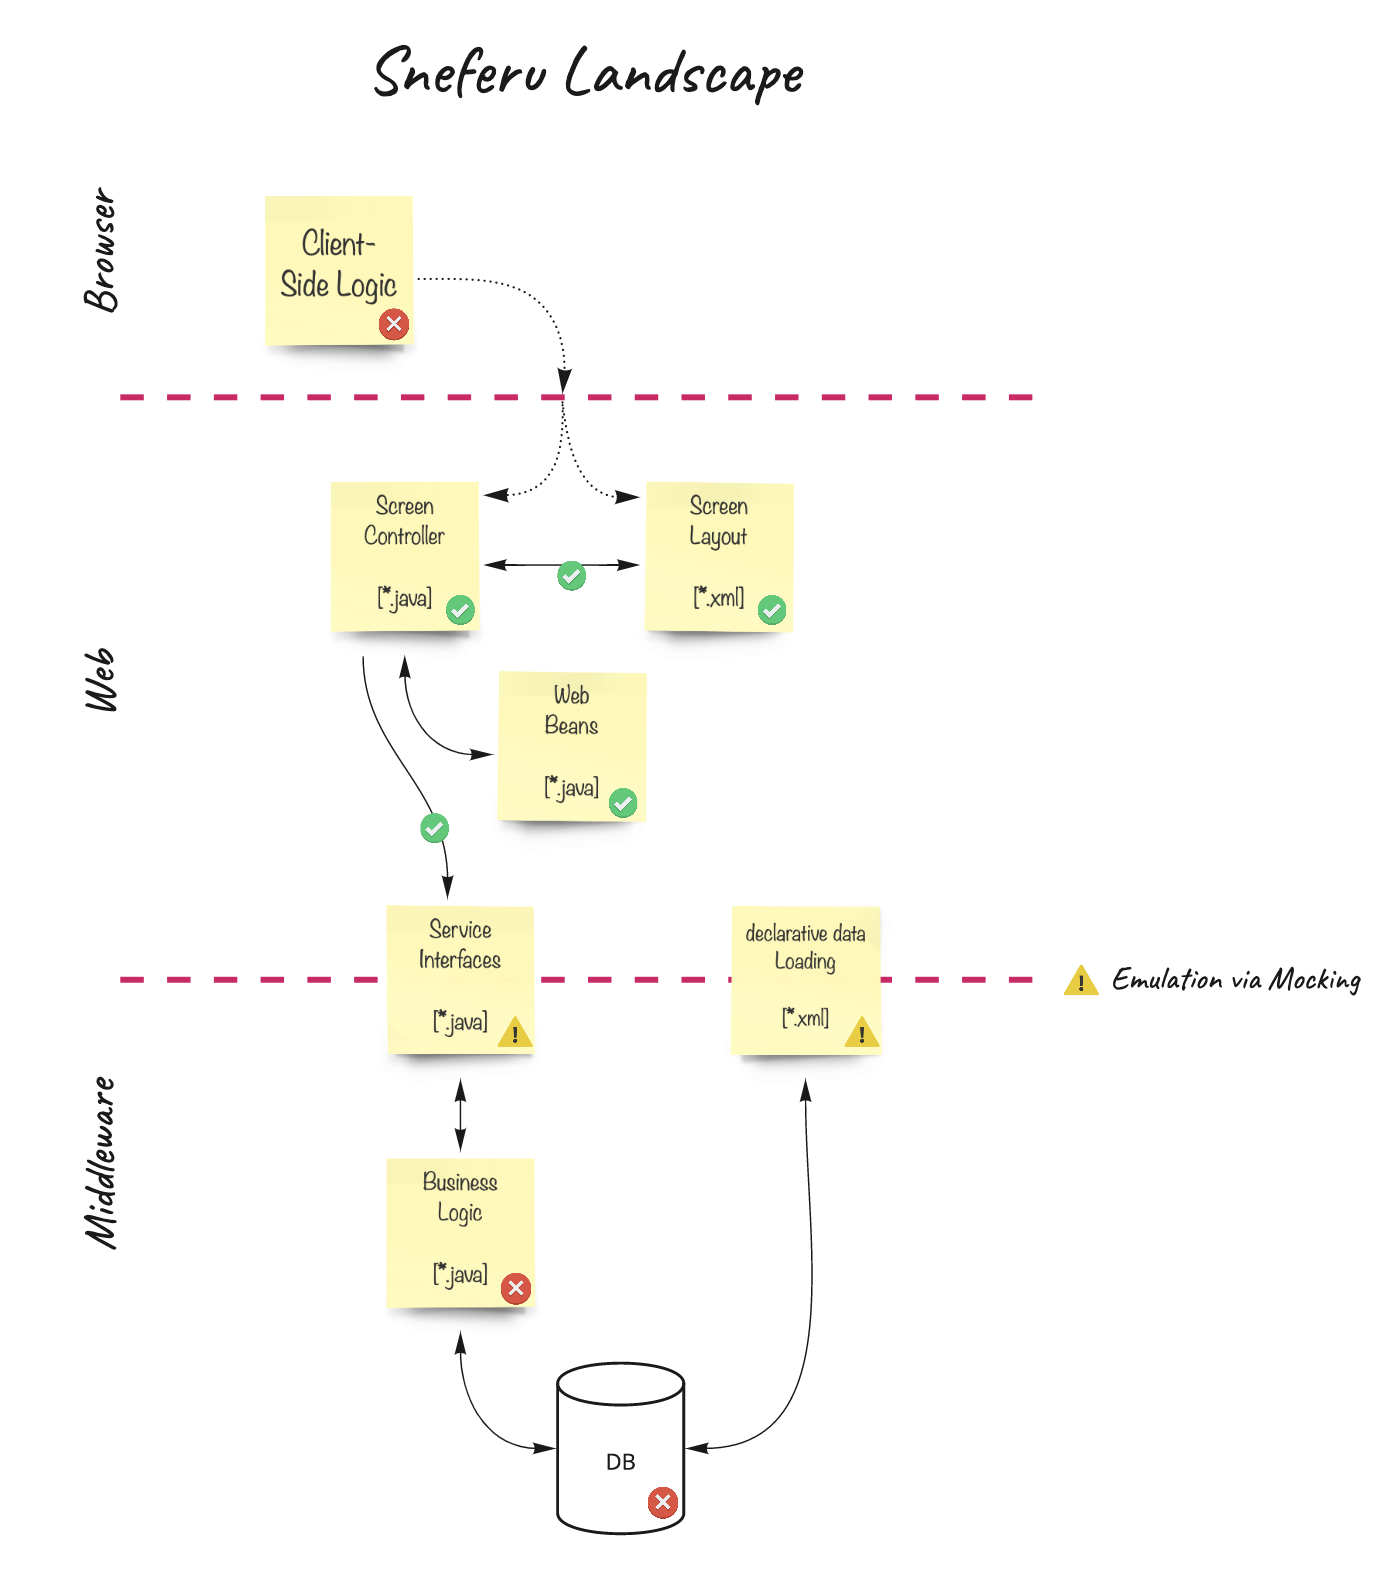 Sneferu Landscape
Browser
Client-
Side Logic
Web
Screen
Controller
[*.java]
Screen
Layout
[*.xml]
Web
Beans
[*.java]
Service
Interfaces
[*.java]
declarative data
Loading
[*.xml]
Emulation via Mocking
Middleware
Business
Logic
[*.java]
DB